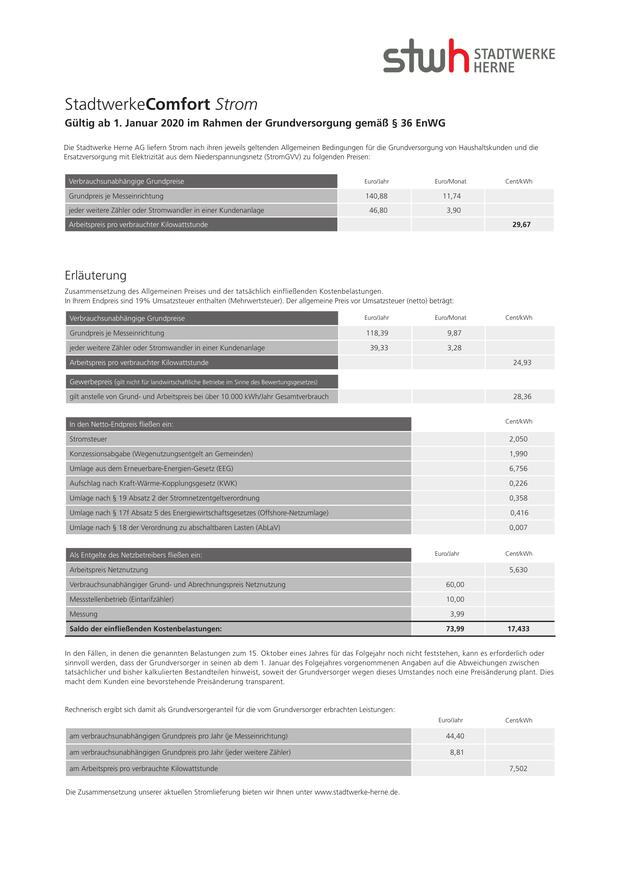 stwh STADTWERKE
HERNE
StadtwerkeComfort Strom
Gültig ab 1. Januar 2020 im Rahmen der Grundversorgung gemäß § 36 EnWG
Die Stadtwerke Herne AG liefern Strom nach ihren jeweils geltenden Allgemeinen Bedingungen für die Grundversorgung von Haushaltskunden und die
Ersatzversorgung mit Elektrizität aus dem Niederspannungsnetz (StromGVV) zu folgenden Preisen:
Verbrauchsunabhängige Grundpreise Euro/Jahr Euro/Monat Cent/kWh
Grundpreis je Messeinrichtung 140,88 11,74
jeder weitere Zähler oder Stromwandler in einer Kundenanlage 46,80 3,90
Arbeitspreis pro verbrauchter Kilowattstunde 29,67
Erläuterung
Zusammensetzung des Allgemeinen Preises und der tatsächlich einfließenden Kostenbelastungen.
In Ihrem Endpreis sind 19% Umsatzsteuer enthalten (Mehrwertsteuer). Der allgemeine Preis vor Umsatzsteuer (netto) beträgt:
Verbrauchsunabhängige Grundpreise Euro/Jahr Euro/Monat Cent/kWh
Grundpreis je Messeinrichtung 118,39 9,87
jeder weitere Zähler oder Stromwandler in einer Kundenanlage 39,33 3,28
Arbeitspreis pro verbrauchter Kilowattstunde 24,93
Gewerbepreis (gilt nicht für landwirtschaftliche Betriebe im Sinne des Bewertungsgesetzes)
gilt anstelle von Grund- und Arbeitspreis bei über 10.000 kWh/Jahr Gesamtverbrauch 28,36
In den Netto-Endpreis fließen ein: Cent/kWh
Stromsteuer 2,050
Konzessionsabgabe (Wegenutzungsentgelt an Gemeinden) 1,990
Umlage aus dem Erneuerbare-Energien-Gesetz (EEG) 6,756
Aufschlag nach Kraft-Wärme-Kopplungsgesetz (KWK) 0,226
Umlage nach § 19 Absatz 2 der Stromnetzentgeltverordnung 0,358
Umlage nach § 17f Absatz 5 des Energiewirtschaftsgesetzes (Offshore-Netzumlage) 0,416
Umlage nach § 18 der Verordnung zu abschaltbaren Lasten (AbLaV) 0,007
Als Entgelte des Netzbetreibers fließen ein: Euro/Jahr Cent/kWh
Arbeitspreis Netznutzung 5,630
Verbrauchsunabhängiger Grund- und Abrechnungspreis Netznutzung 60,00
Messstellenbetrieb (Eintarifzähler) 10,00
Messung 3,99
Saldo der einfließenden Kostenbelastungen: 73,99 17,433
In den Fällen, in denen die genannten Belastungen zum 15. Oktober eines Jahres für das Folgejahr noch nicht feststehen, kann es erforderlich oder
sinnvoll werden, dass der Grundversorger in seinen ab dem 1. Januar des Folgejahres vorgenommenen Angaben auf die Abweichungen zwischen
tatsächlicher und bisher kalkulierten Bestandteilen hinweist, soweit der Grundversorger wegen dieses Umstandes noch eine Preisänderung plant. Dies
macht dem Kunden eine bevorstehende Preisänderung transparent.
Rechnerisch ergibt sich damit als Grundversorgeranteil für die vom Grundversorger erbrachten Leistungen:
Euro/Jahr Cent/kWh
am verbrauchsunabhängigen Grundpreis pro Jahr (je Messeinrichtung) 44,40
am verbrauchsunabhängigen Grundpreis pro Jahr (jeder weitere Zähler) 8,81
am Arbeitspreis pro verbrauchte Kilowattstunde 7,502
Die Zusammensetzung unserer aktuellen Stromlieferung bieten wir Ihnen unter www.stadtwerke-herne.de.